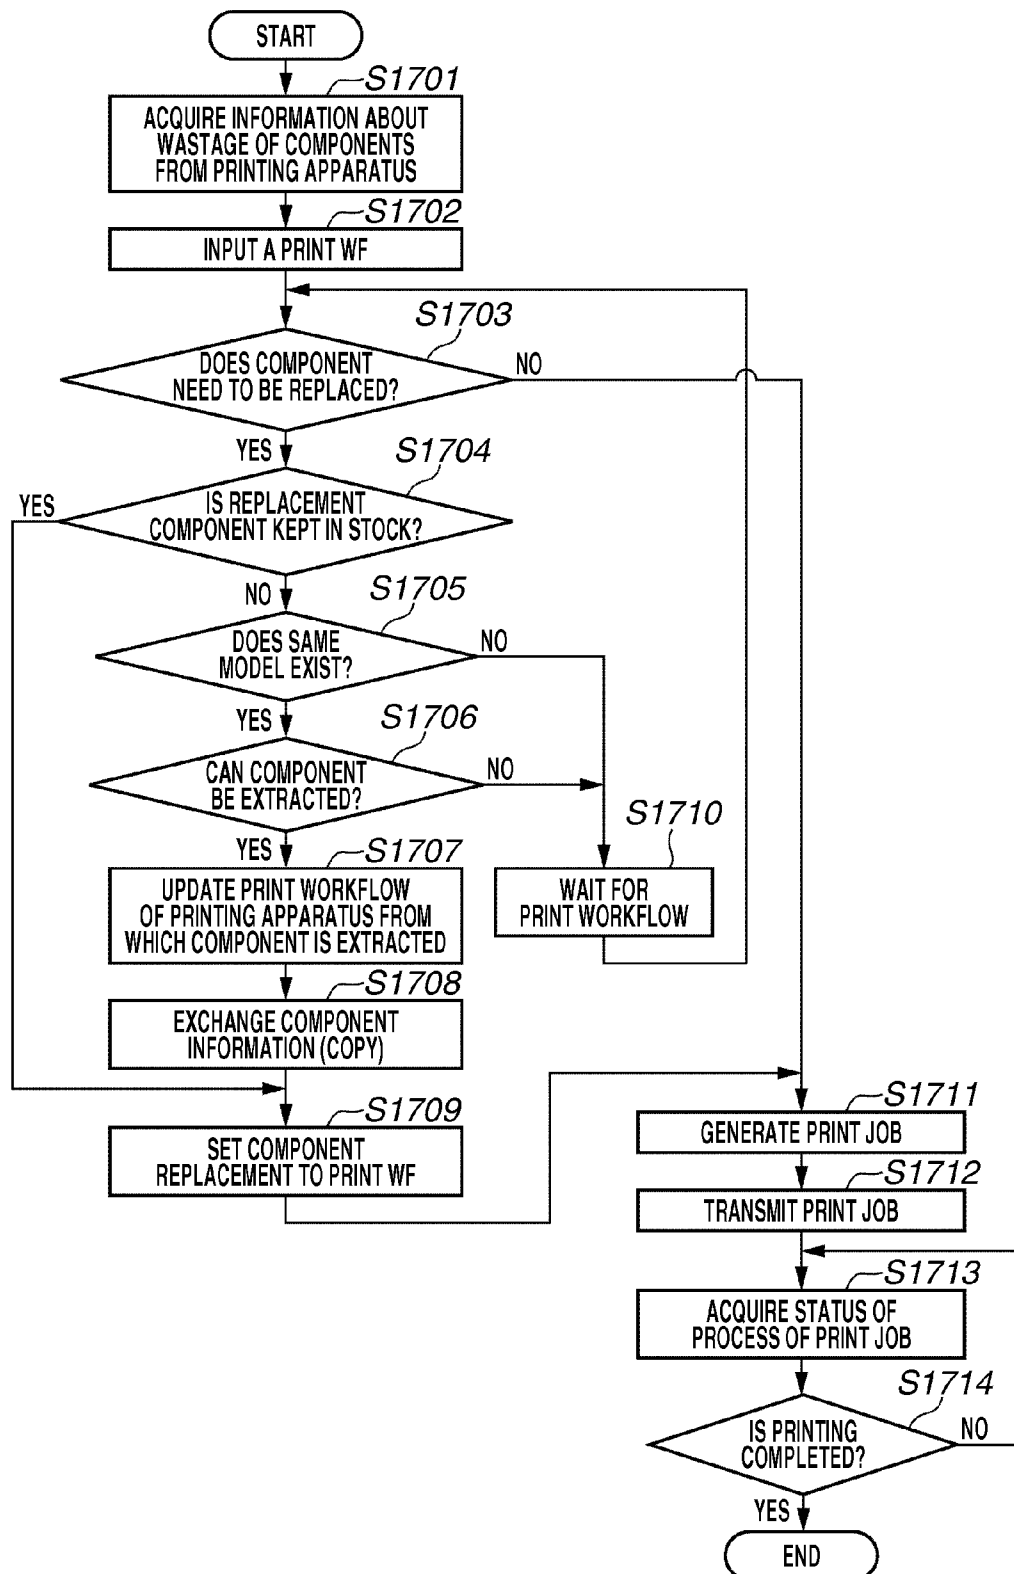 START
S1701
ACQUIRE INFORMATION ABOUT
WASTAGE OF COMPONENTS
FROM PRINTING APPARATUS
S1702
INPUT A PRINT WF
S1703
DOES COMPONENT
NEED TO BE REPLACED?
NO
YES
S1704
IS REPLACEMENT
COMPONENT KEPT IN STOCK?
YES
NO
S1705
DOES SAME
MODEL EXIST?
NO
YES
S1706
CAN COMPONENT
BE EXTRACTED?
NO
YES
S1707
UPDATE PRINT WORKFLOW
OF PRINTING APPARATUS FROM
WHICH COMPONENT IS EXTRACTED
S1710
WAIT FOR
PRINT WORKFLOW
S1708
EXCHANGE COMPONENT
INFORMATION (COPY)
S1709
SET COMPONENT
REPLACEMENT TO PRINT WF
S1711
GENERATE PRINT JOB
S1712
TRANSMIT PRINT JOB
S1713
ACQUIRE STATUS OF
PROCESS OF PRINT JOB
S1714
IS PRINTING
COMPLETED?
NO
YES
END